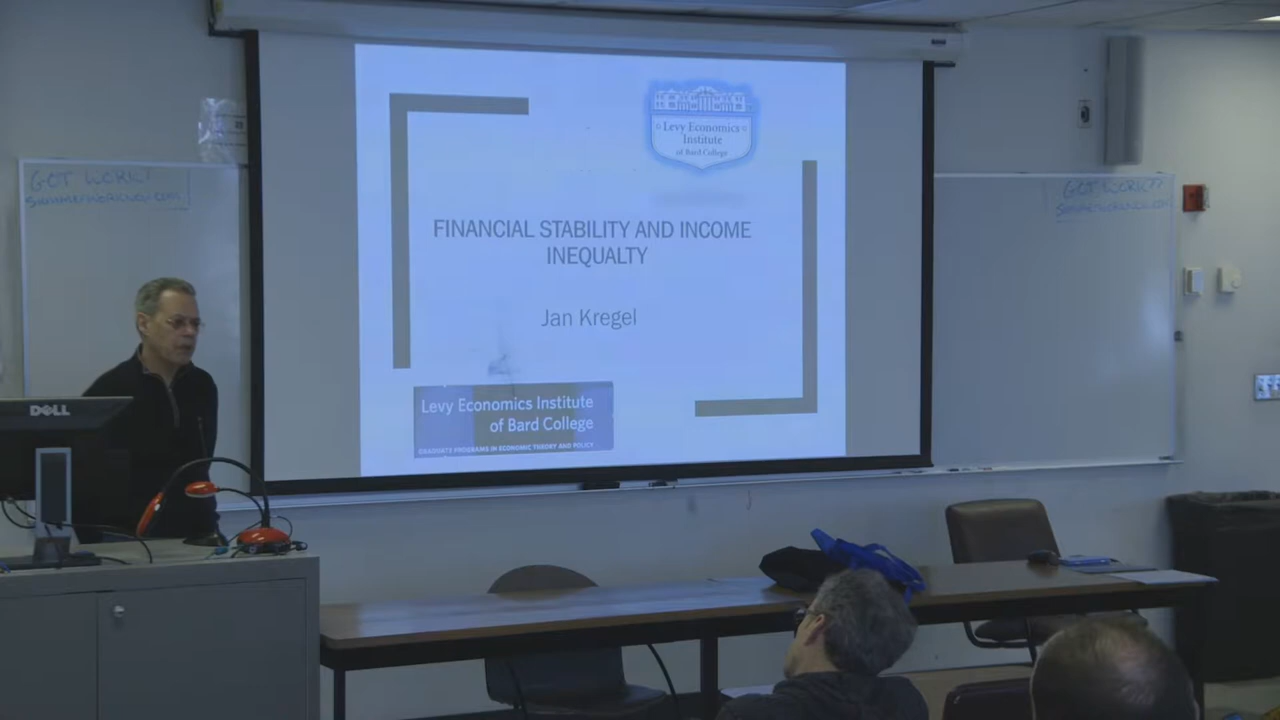 Levy Economics
Institute
of Bard College
GOT WORK?
GOT WORK??
FINANCIAL STABILITY AND INCOME
INEQUALTY
Jan Kregel
Levy Economics Institute
of Bard College
GRADUATE PROGRAMS IN ECONOMIC THEORY AND POLICY
DELL